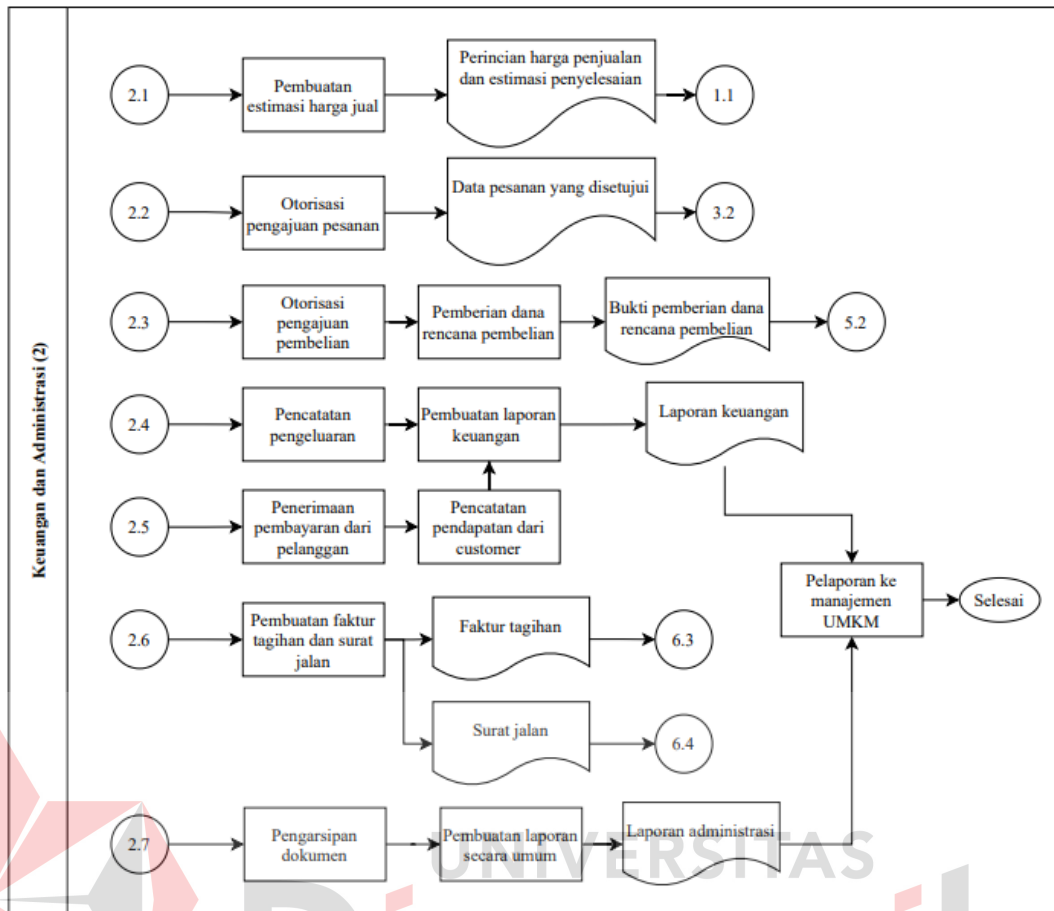 Keuangan dan Administrasi (2)
2.1
Pembuatan
estimasi harga jual
Perincian harga penjualan
dan estimasi penyelesaian
1.1
2.2
Otorisasi
pengajuan pesanan
Data pesanan yang disetujui
3.2
2.3
Otorisasi
pengajuan
pembelian
Pemberian dana
rencana pembelian
Bukti pemberian dana
rencana pembelian
5.2
2.4
Pencatatan
pengeluaran
Pembuatan laporan
keuangan
Laporan keuangan
2.5
Penerimaan
pembayaran dari
pelanggan
Pencatatan
pendapatan dari
customer
Pelaporan ke
manajemen
UMKM
Selesai
2.6
Pembuatan faktur
tagihan dan surat
jalan
Faktur tagihan
6.3
Surat jalan
6.4
2.7
Pengarsipan
dokumen
Pembuatan laporan
secara umum
Laporan administrasi
UNIVERSITAS